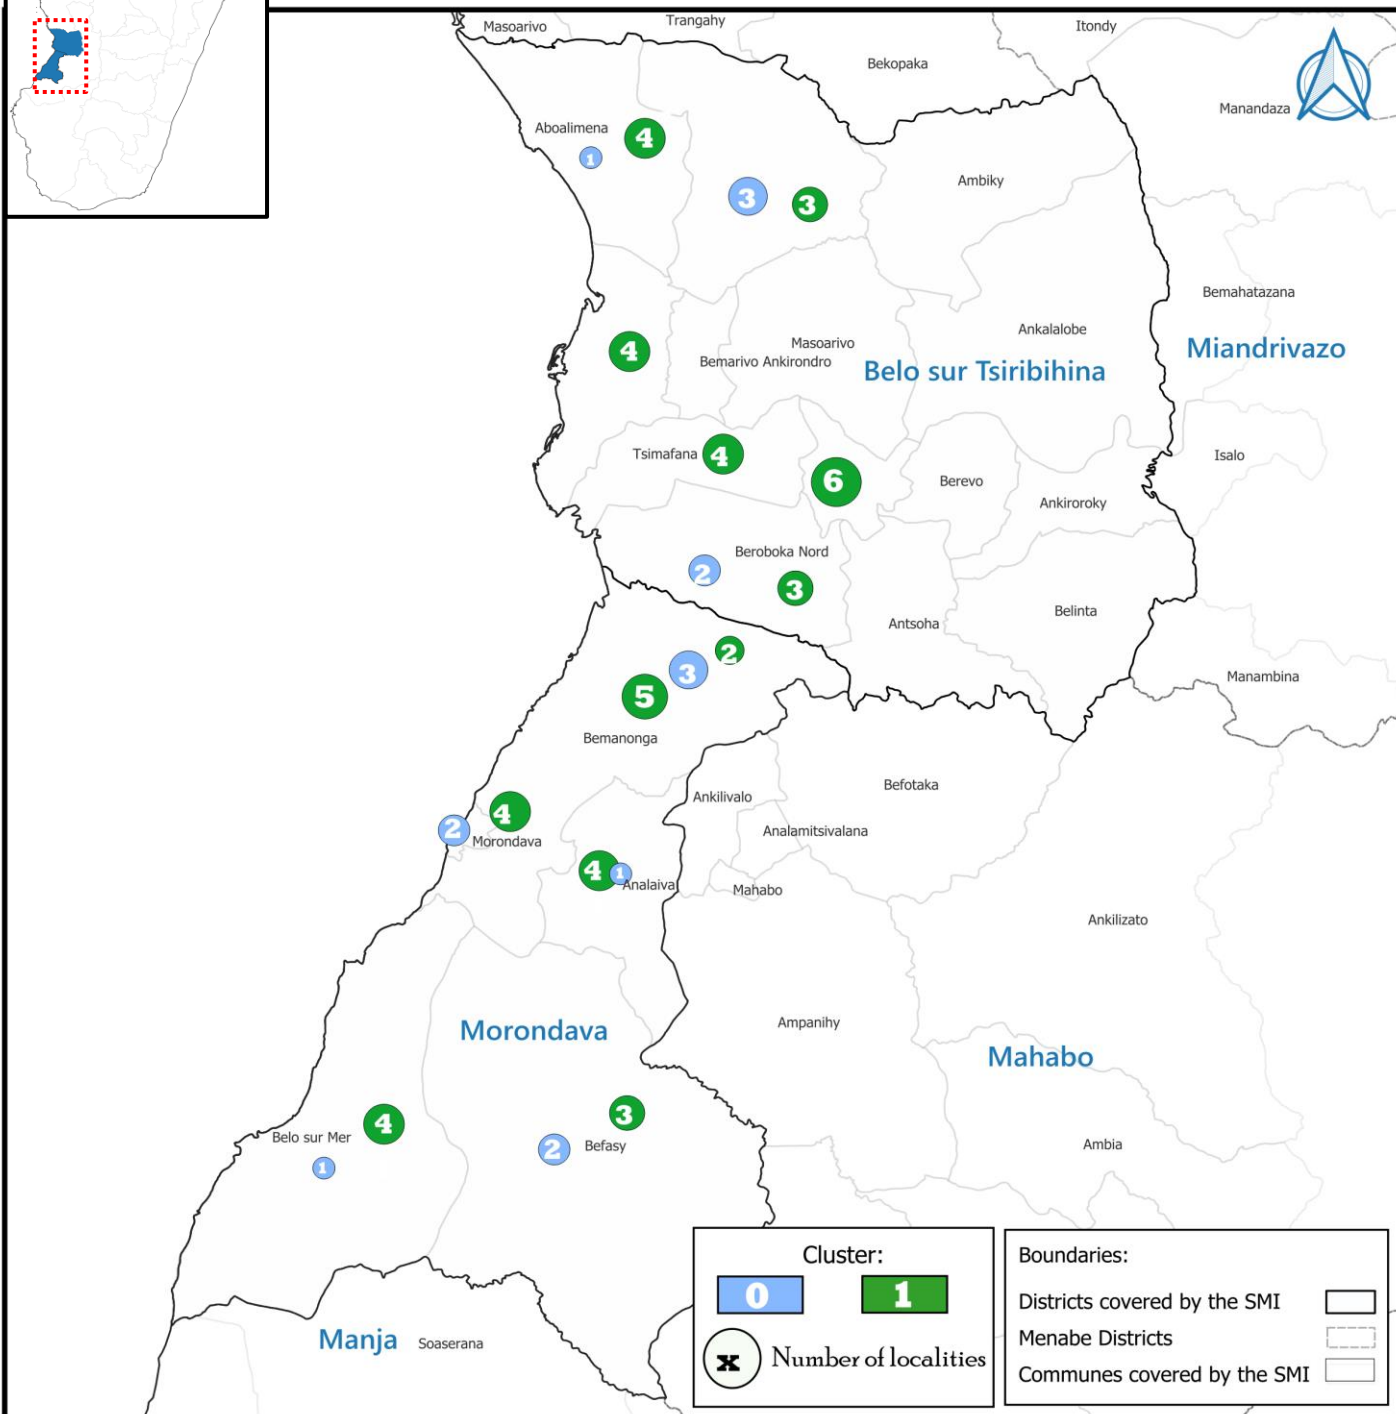 Masoarivo
Trangahy
Itondy
Bekopaka
Manandaza
Aboalimena
4
1
Ambiky
3
3
Bemahatazana
Ankalalobe
Masoarivo
4
Bemarivo Ankirondro
Miandrivazo
Belo sur Tsiribihina
Tsimafana
4
Isalo
6
Berevo
Ankiroroky
Beroboka Nord
2
3
Belinta
Antsoha
2
3
Manambina
5
Bemanonga
Befotaka
Ankilivalo
4
2
Analamitsivalana
Morondava
4
1
Analaiva
Mahabo
Ankilizato
Ampanihy
Morondava
Mahabo
3
4
Belo sur Mer
Befasy
Ambia
2
1
Cluster:
0
1
x
Number of localities
Boundaries:
Districts covered by the SMI
Menabe Districts
Communes covered by the SMI
Manja
Soaserana